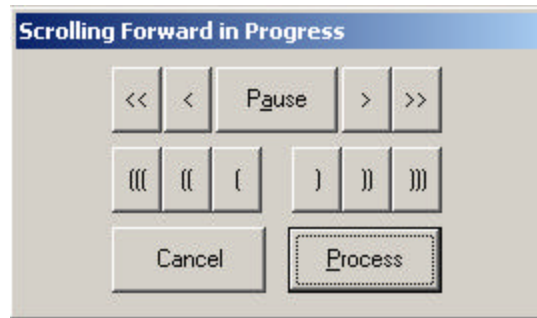 Scrolling Forward in Progress
<< < Pause > >>
((( (( ( ) )) )))
Cancel Process